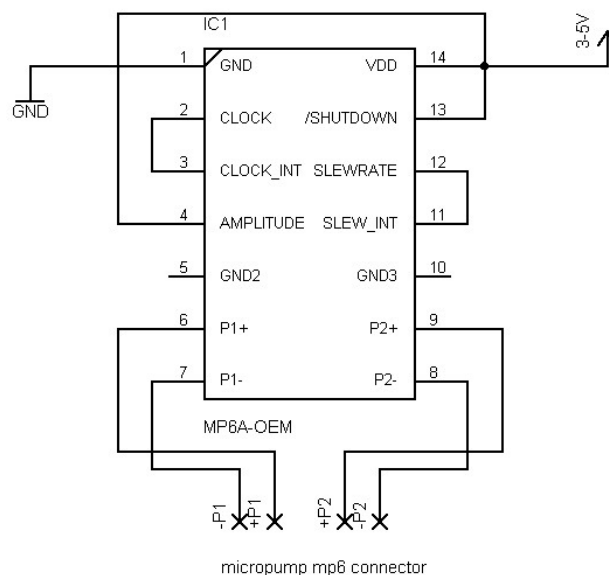 IC1
3-5V
1 GND VDD 14
GND
2 CLOCK /SHUTDOWN 13
3 CLOCK_INT SLEWRATE 12
4 AMPLITUDE SLEW_INT 11
5 GND2 GND3 10
6 P1+ P2+ 9
7 P1- P2- 8
MP6A-OEM
-P1 +P1 +P2 -P2
micropump mp6 connector